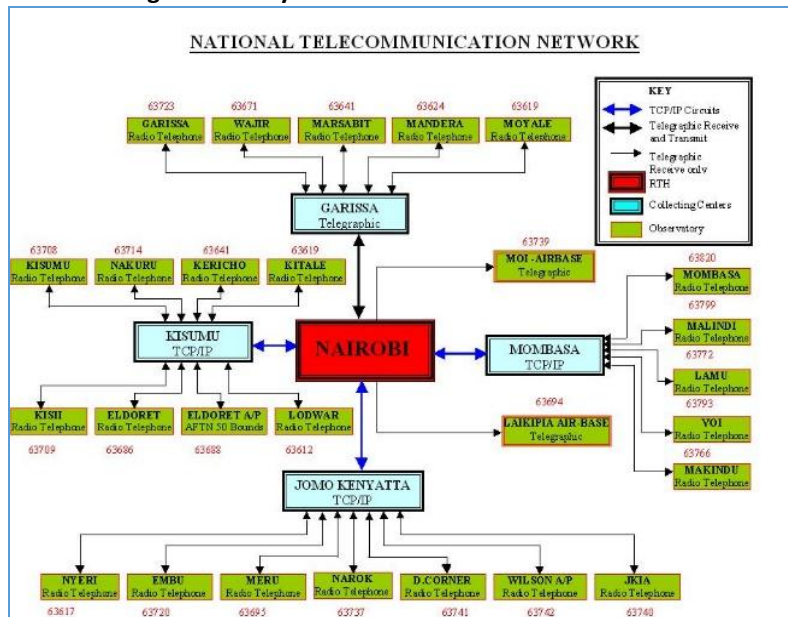 NATIONAL TELECOMMUNICATION NETWORK
KEY
TCP/IP Circuits
Telegraphic Receive
and Transmit
Telegraphic
Receive only
RTH
Collecting Centers
Observatory
63723
63671
63641
63624
63619
GARISSA
Radio Telephone
WAJIR
Radio Telephone
MARSABIT
Radio Telephone
MANDERA
Radio Telephone
MOYALE
Radio Telephone
GARISSA
Telegraphic
63708
63714
63641
63619
KISUMU
Radio Telephone
NAKURU
Radio Telephone
KERICHO
Radio Telephone
KITALE
Radio Telephone
63739
MOI -AIRBASE
Telegraphic
63820
MOMBASA
Radio Telephone
63799
MALINDI
Radio Telephone
63772
LAMU
Radio Telephone
63793
VOI
Radio Telephone
63766
MAKINDU
Radio Telephone
KISUMU
TCP/IP
NAIROBI
MOMBASA
TCP/IP
KISII
Radio Telephone
ELDORET
Radio Telephone
ELDORET A/P
AFTN 50 Bounds
LODWAR
Radio Telephone
63709
63686
63688
63612
63694
LAIKIPIA AIR-BASE
Telegraphic
JOMO KENYATTA
TCP/IP
NYERI
Radio Telephone
EMBU
Radio Telephone
MERU
Radio Telephone
NAROK
Radio Telephone
D.CORNER
Radio Telephone
WILSON A/P
Radio Telephone
JKIA
Radio Telephone
63617
63720
63695
63737
63741
63742
63740